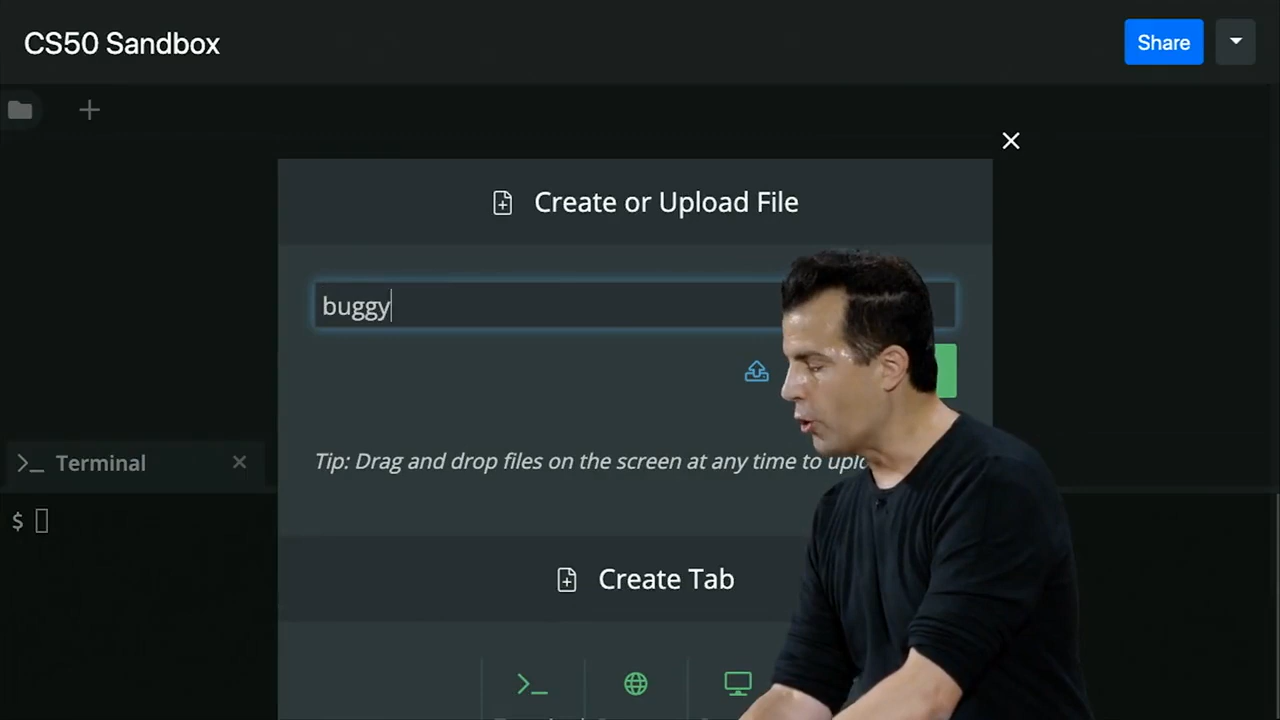 CS50 Sandbox
Share
Create or Upload File
buggy
Tip: Drag and drop files on the screen at any time to
>_ Terminal
$
Create Tab